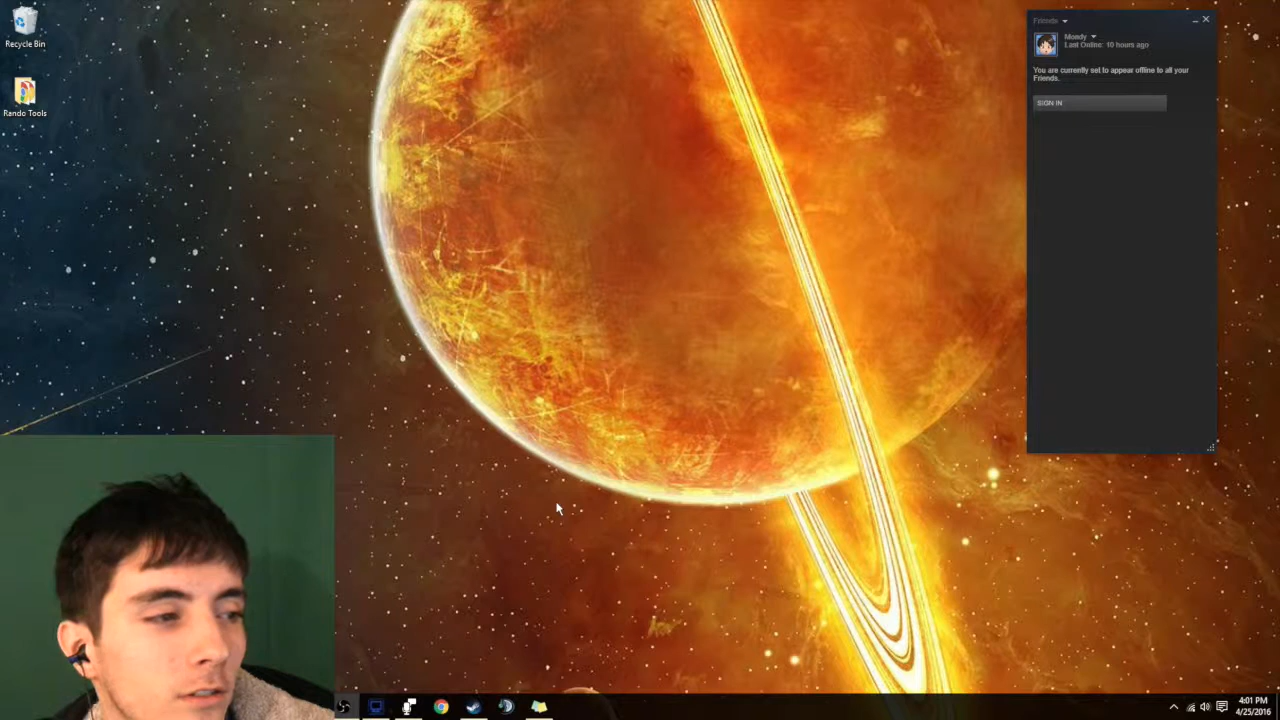 Recycle Bin
Rando Tools
Friends
Mondy
Last Online: 10 hours ago
You are currently set to appear offline to all your
Friends.
SIGN IN
4:01 PM
4/25/2016